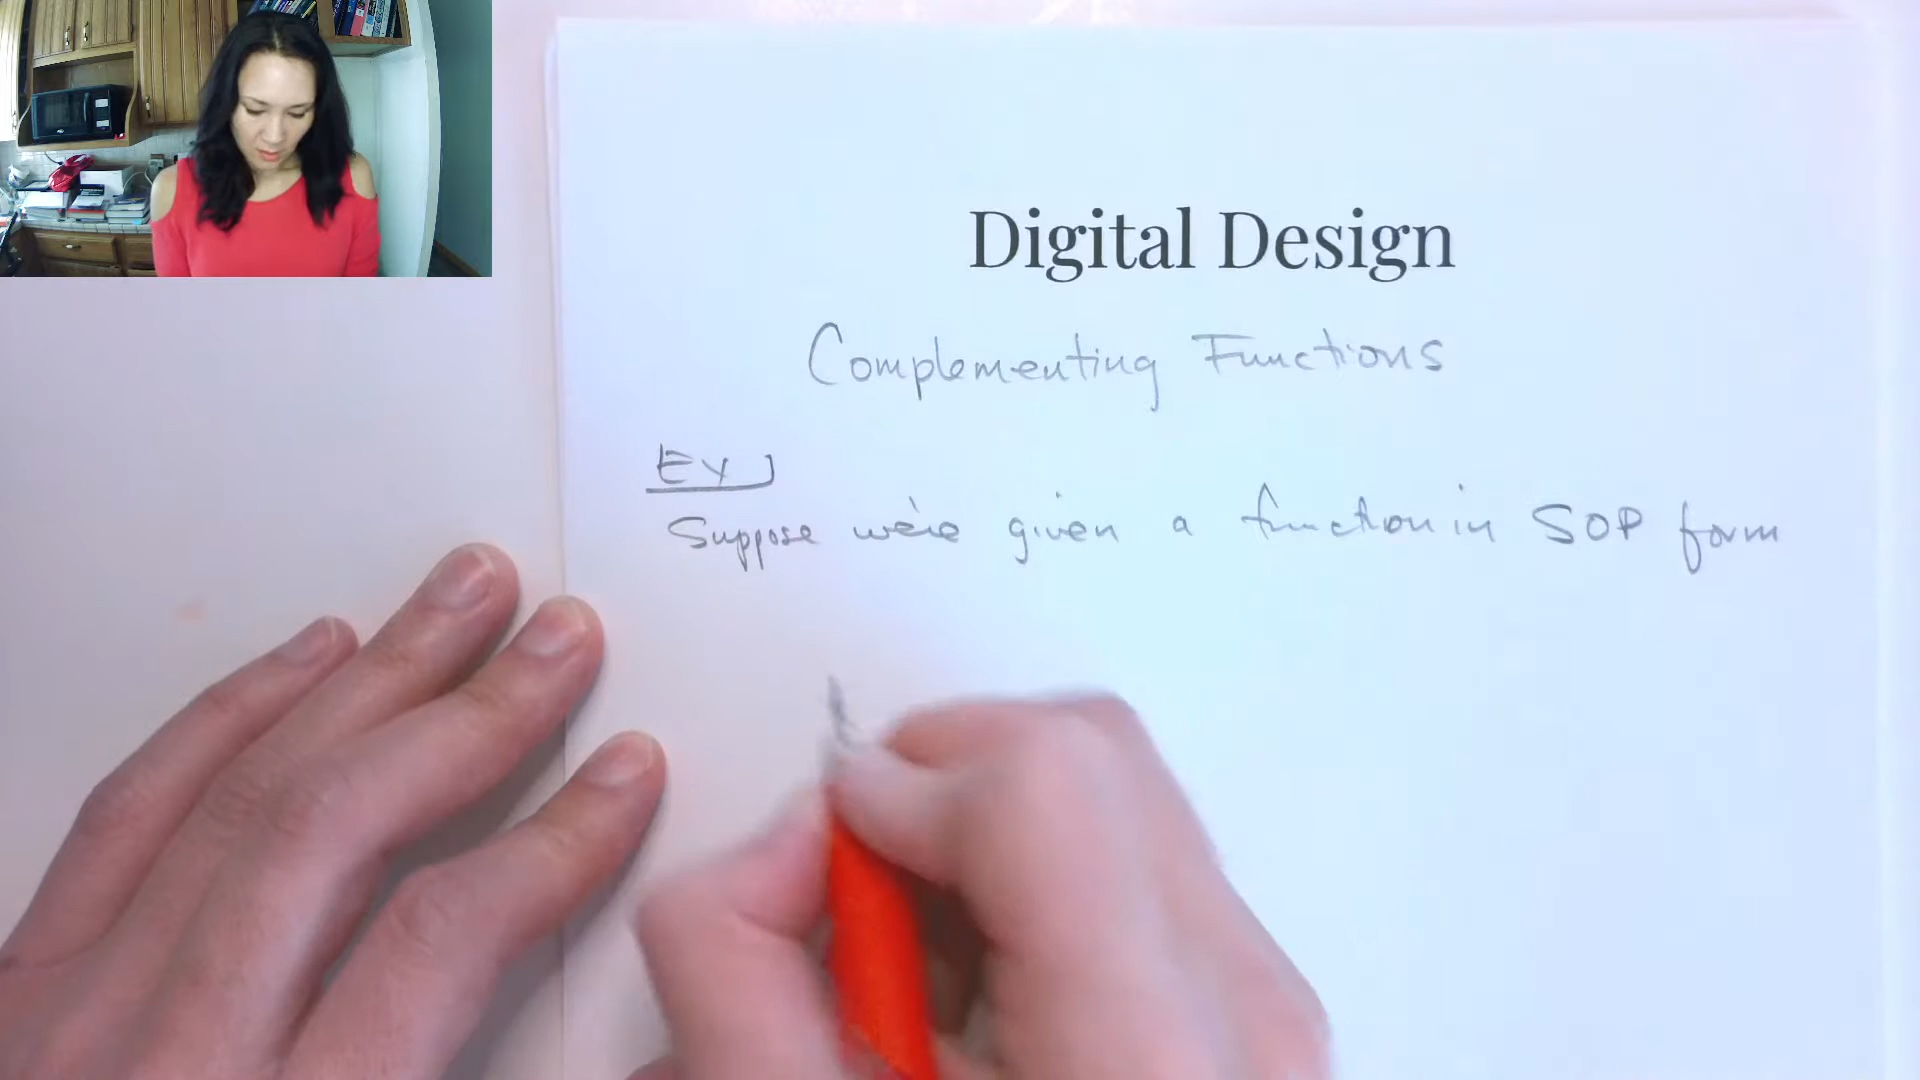 Digital Design
Complementing Functions
EX
Suppose we're given a function in SOP form